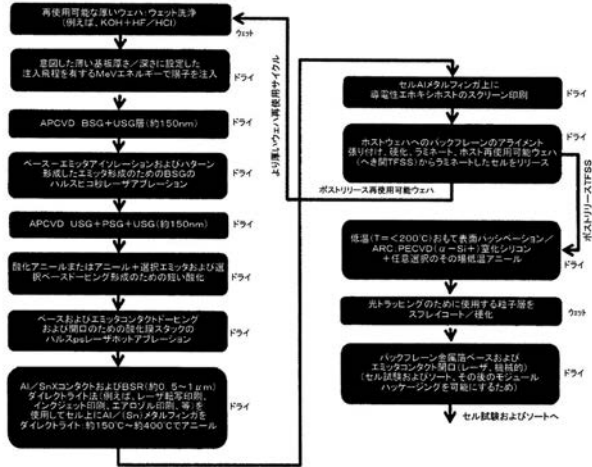 再使用可能な厚いウェハ・ウェット洗浄
(例えば、KOH+HF/HCl)
ウェット
意図した薄い基板厚さ/深さに設定した
注入飛程を有するMeVエネルギーで陽子を注入
ドライ
APCVD BSG+USG層(約150nm)
ドライ
ベース-エミッタアイソレーションおよびパターン
形成したエミッタ形成のためのBSGの
パルスピコ秒レーザアブレーション
ドライ
APCVD USG+PSG+USG(約150nm)
ドライ
酸化アニールまたはアニール+選択エミッタおよび選
択ベースドーピング形成のための短い酸化
ドライ
ベースおよびエミッタコンタクトドーピング
および開口のための酸化膜スタックの
パルスpsレーザホットアブレーション
ドライ
Al/SnXコンタクトおよびBSR(約0.5~1μm)
ダイレクトライト法(例えば、レーザ転写印刷、
インクジェット印刷、エアロゾル印刷、等)を
使用してセル上にAl/(Sn)メタルフィンガを
ダイレクトライト:約150℃~約400℃でアニール
ドライ
より厚いウェハ再使用サイクル
セルAlメタルフィンガ上に
導電性エポキシポストのスクリーン印刷
ドライ
ホストウェハへのバックフレーンのアライメント
張り付け、硬化、ラミネート、ホスト再使用可能ウェハ
(へき開TFSS)からラミネートしたセルをリリース
ドライ
ポストリリース再使用可能ウェハ
ポストリリースTFSS
低温(T=<200℃)おもて表面パッシベーション/
ARC:PECVD(α-Si+)窒化シリコン
+任意選択のその場低温アニール
ドライ
光トラッピングのために使用する粒子層を
スプレイコート/硬化
ウェット
バックフレーン金属箔ベースおよび
エミッタコンタクト開口(レーザ、機械的)
(セル試験およびソート、その後のモジュール
パッケージングを可能にするため)
ドライ
セル試験およびソートへ